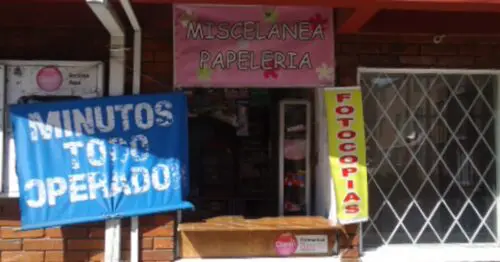 MISCELANEA
PAPELERIA
MINUTOS
TODO
OPERADOR
FOTOCOPIAS